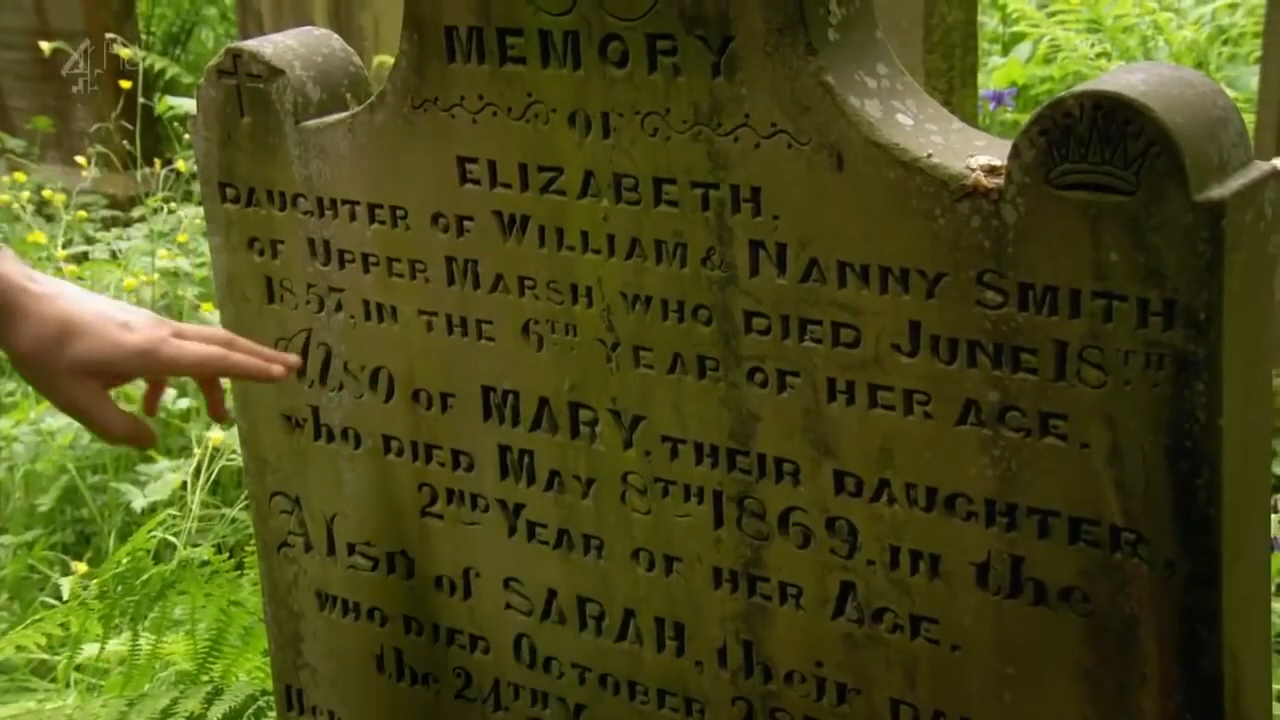 MEMORY
OF
ELIZABETH.
DAUGHTER OF WILLIAM & NANNY SMITH
OF UPPER MARSH, WHO DIED JUNE 18TH
1857, IN THE 6TH YEAR OF HER AGE.
Also OF MARY, THEIR DAUGHTER,
who DIED MAY 8TH 1869, IN the
2ND YEAR OF HER AGE.
Also of SARAH, their
WHO DIED OCTOBER
the 24TH
4